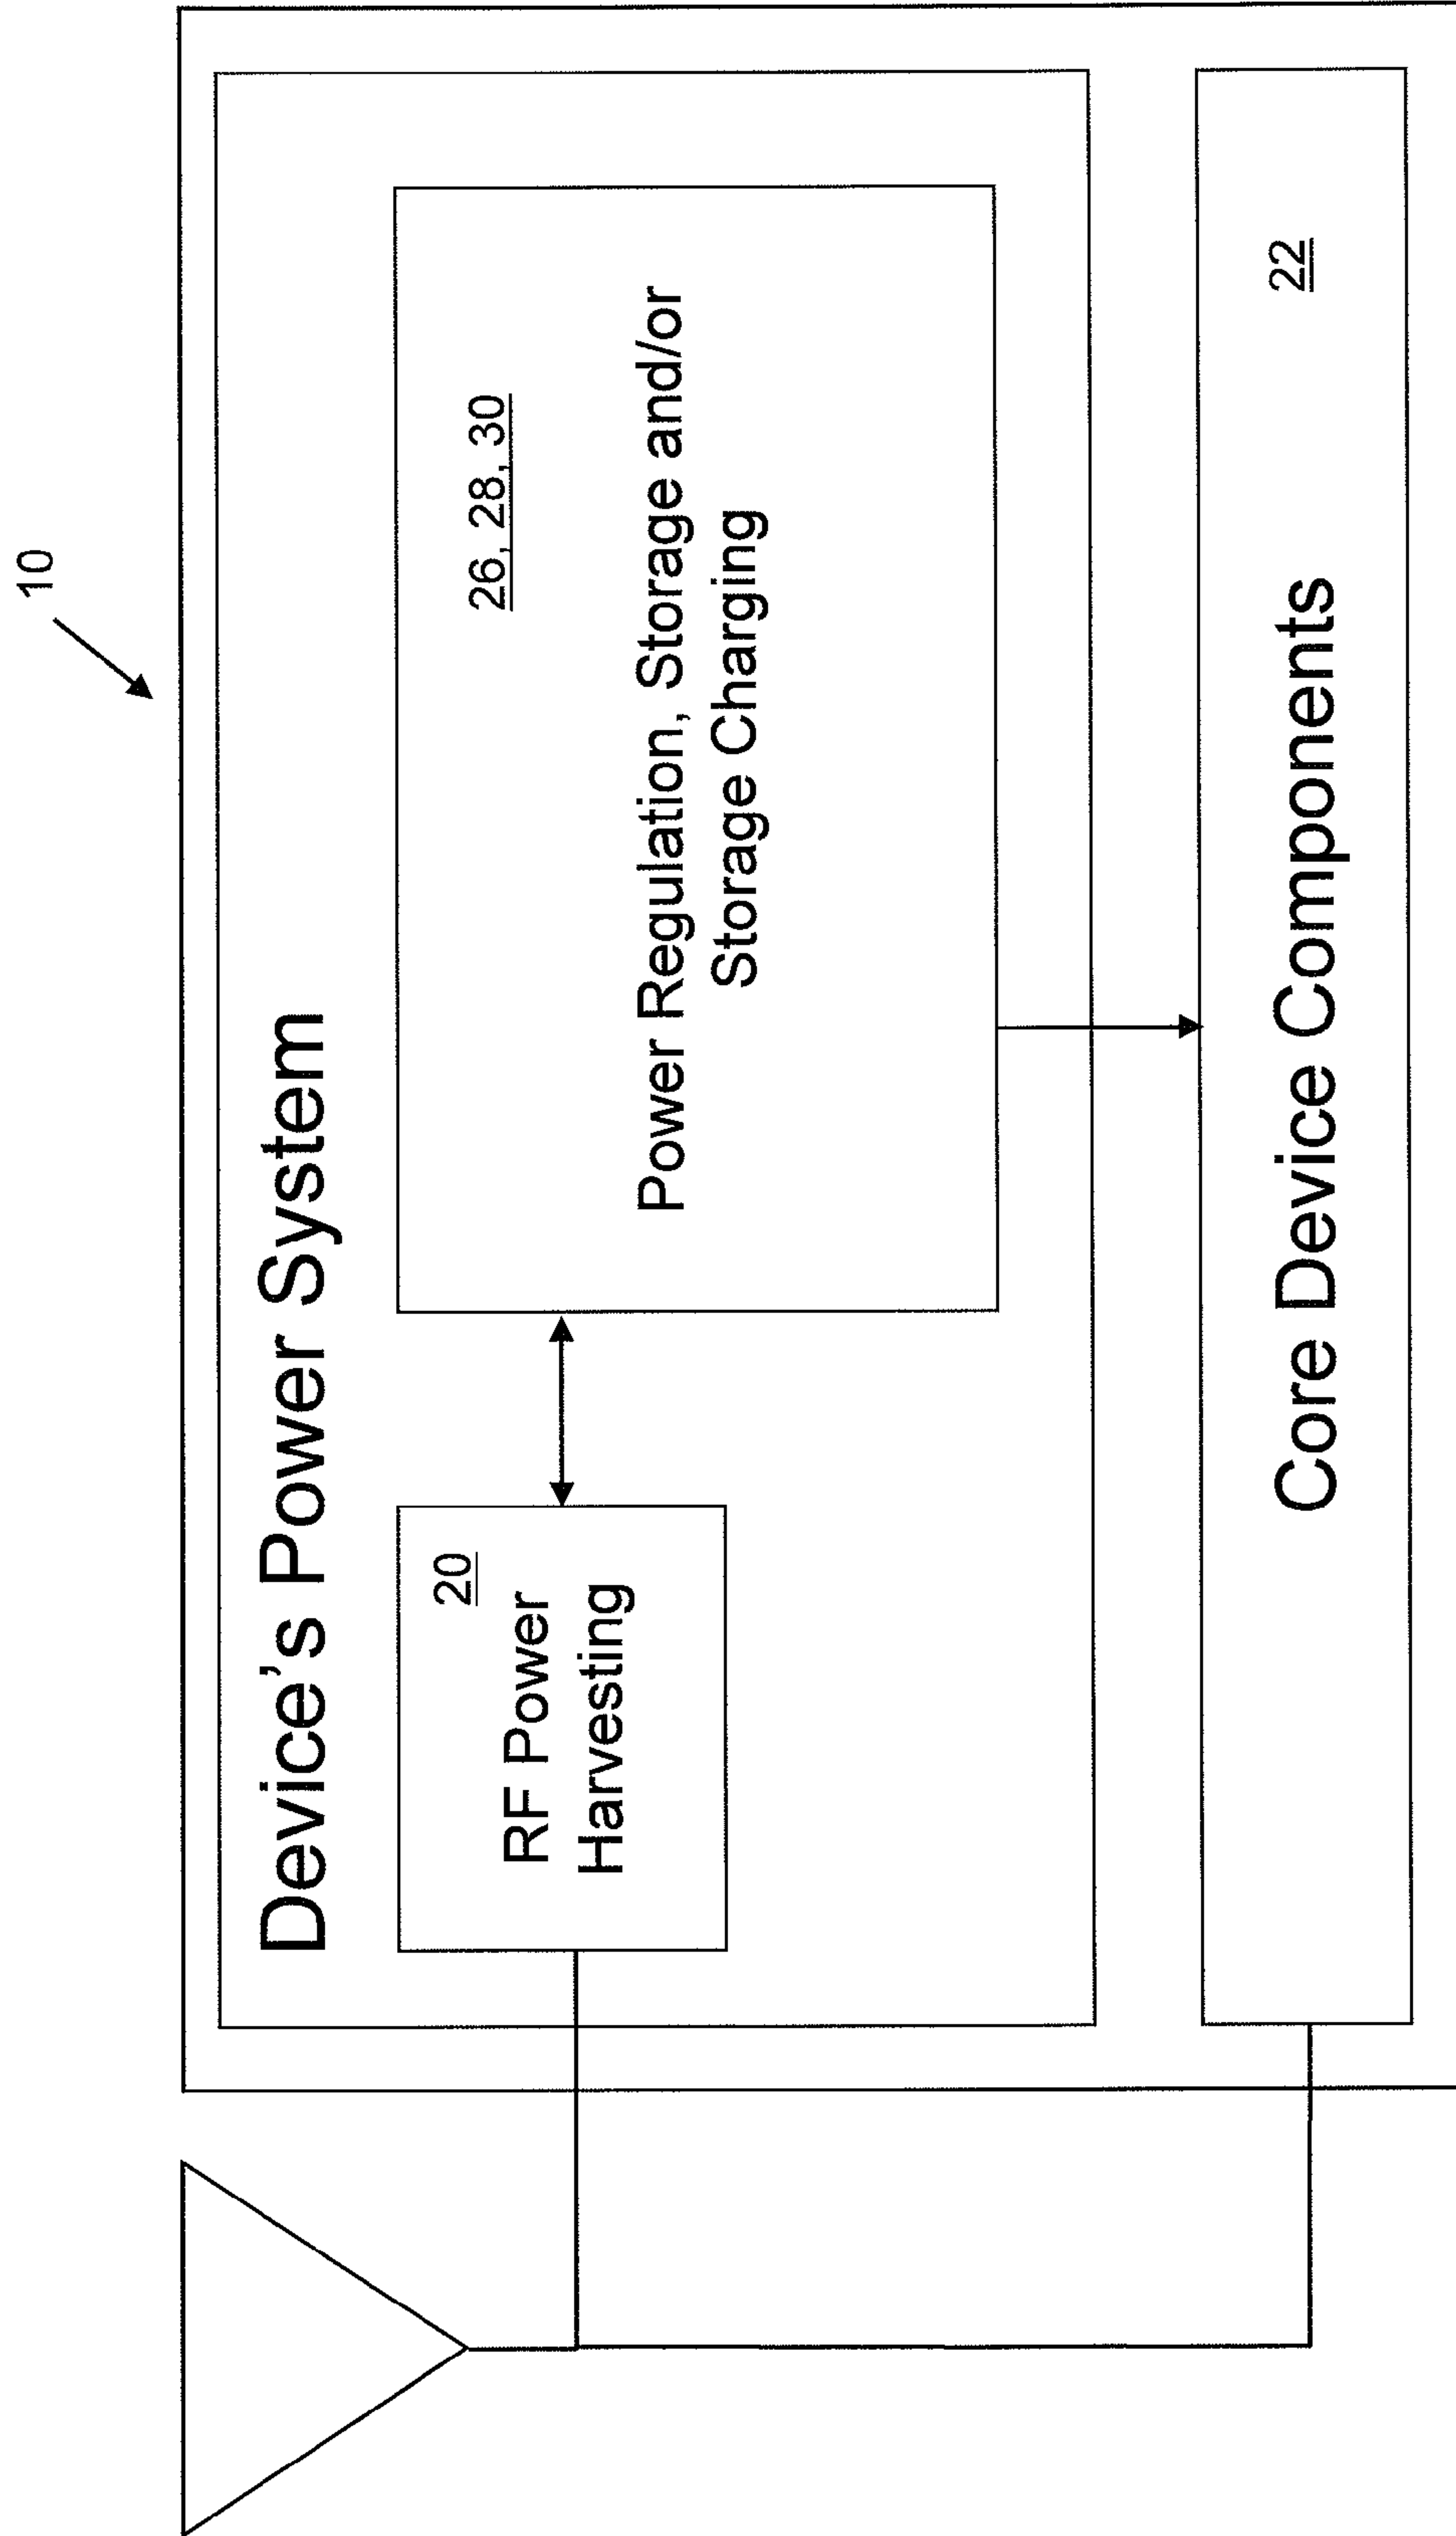 10
Device's Power System
20
RF Power
Harvesting
26, 28, 30
Power Regulation, Storage and/or
Storage Charging
22
Core Device Components